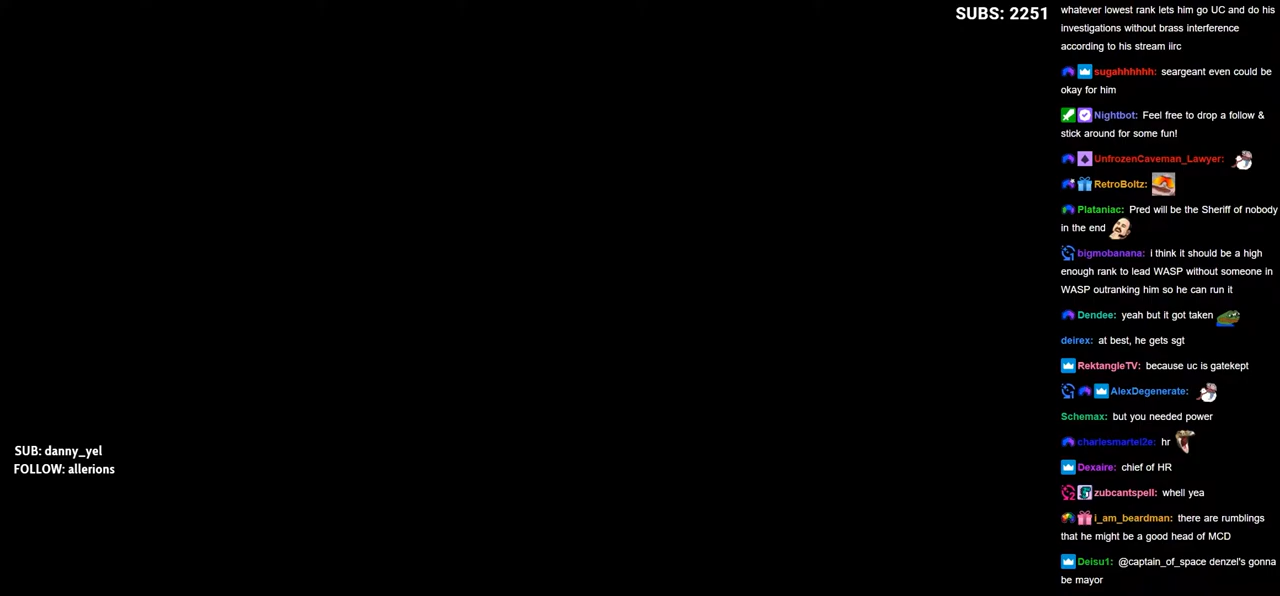 SUBS: 2251
whatever lowest rank lets him go UC and do his
investigations without brass interference
according to his stream iirc
sugahhhhhh: seargeant even could be
okay for him
Nightbot: Feel free to drop a follow &
stick around for some fun!
UnfrozenCaveman_Lawyer:
RetroBoltz:
Plataniac: Pred will be the Sheriff of nobody
in the end
bigmobanana: i think it should be a high
enough rank to lead WASP without someone in
WASP outranking him so he can run it
Dendee: yeah but it got taken
deirex: at best, he gets sgt
RektangleTV: because uc is gatekept
AlexDegenerate:
Schemax: but you needed power
charlesmartel2e: hr
Dexaire: chief of HR
zubcantspell: whell yea
i_am_beardman: there are rumblings
that he might be a good head of MCD
Deisu1: @captain_of_space denzel's gonna
be mayor
SUB: danny_yel
FOLLOW: allerions